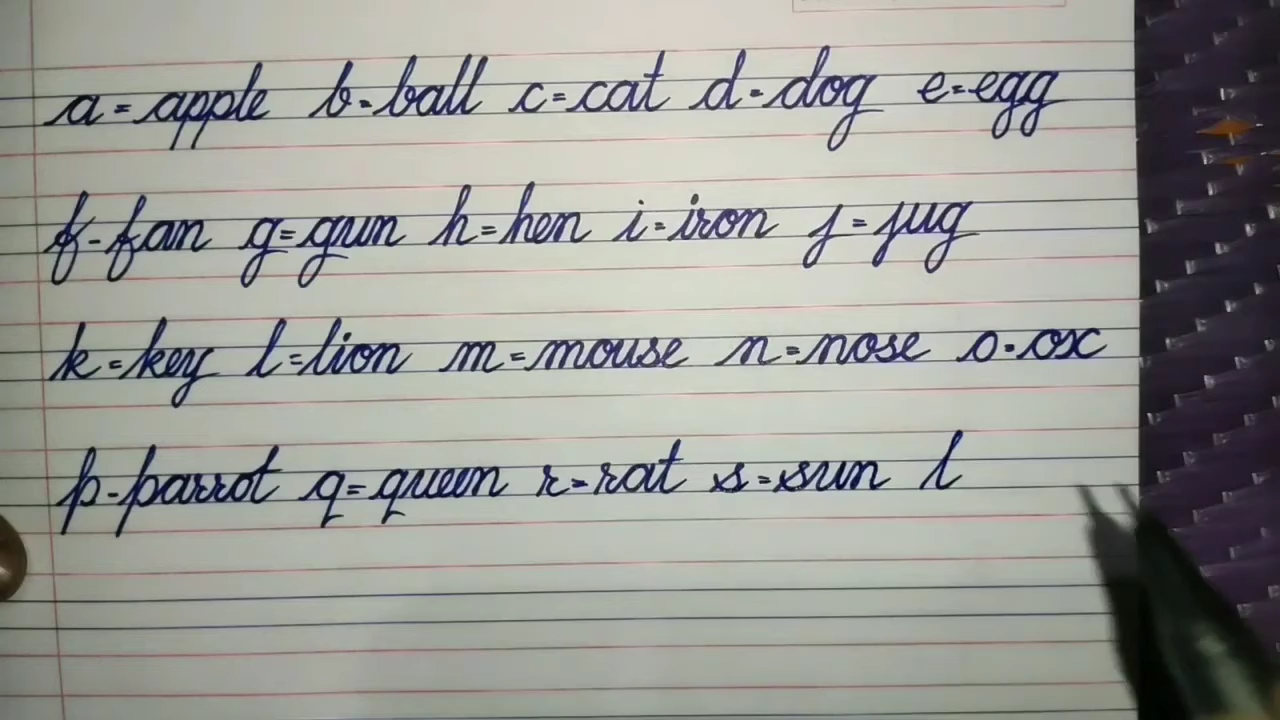 a=apple b-ball c=cat d-dog e=egg
f-fan g=gun h=hen i=iron j=jug
k=key l=lion m=mouse n=nose o-ox
p-parrot q=queen r-rat s=sun l